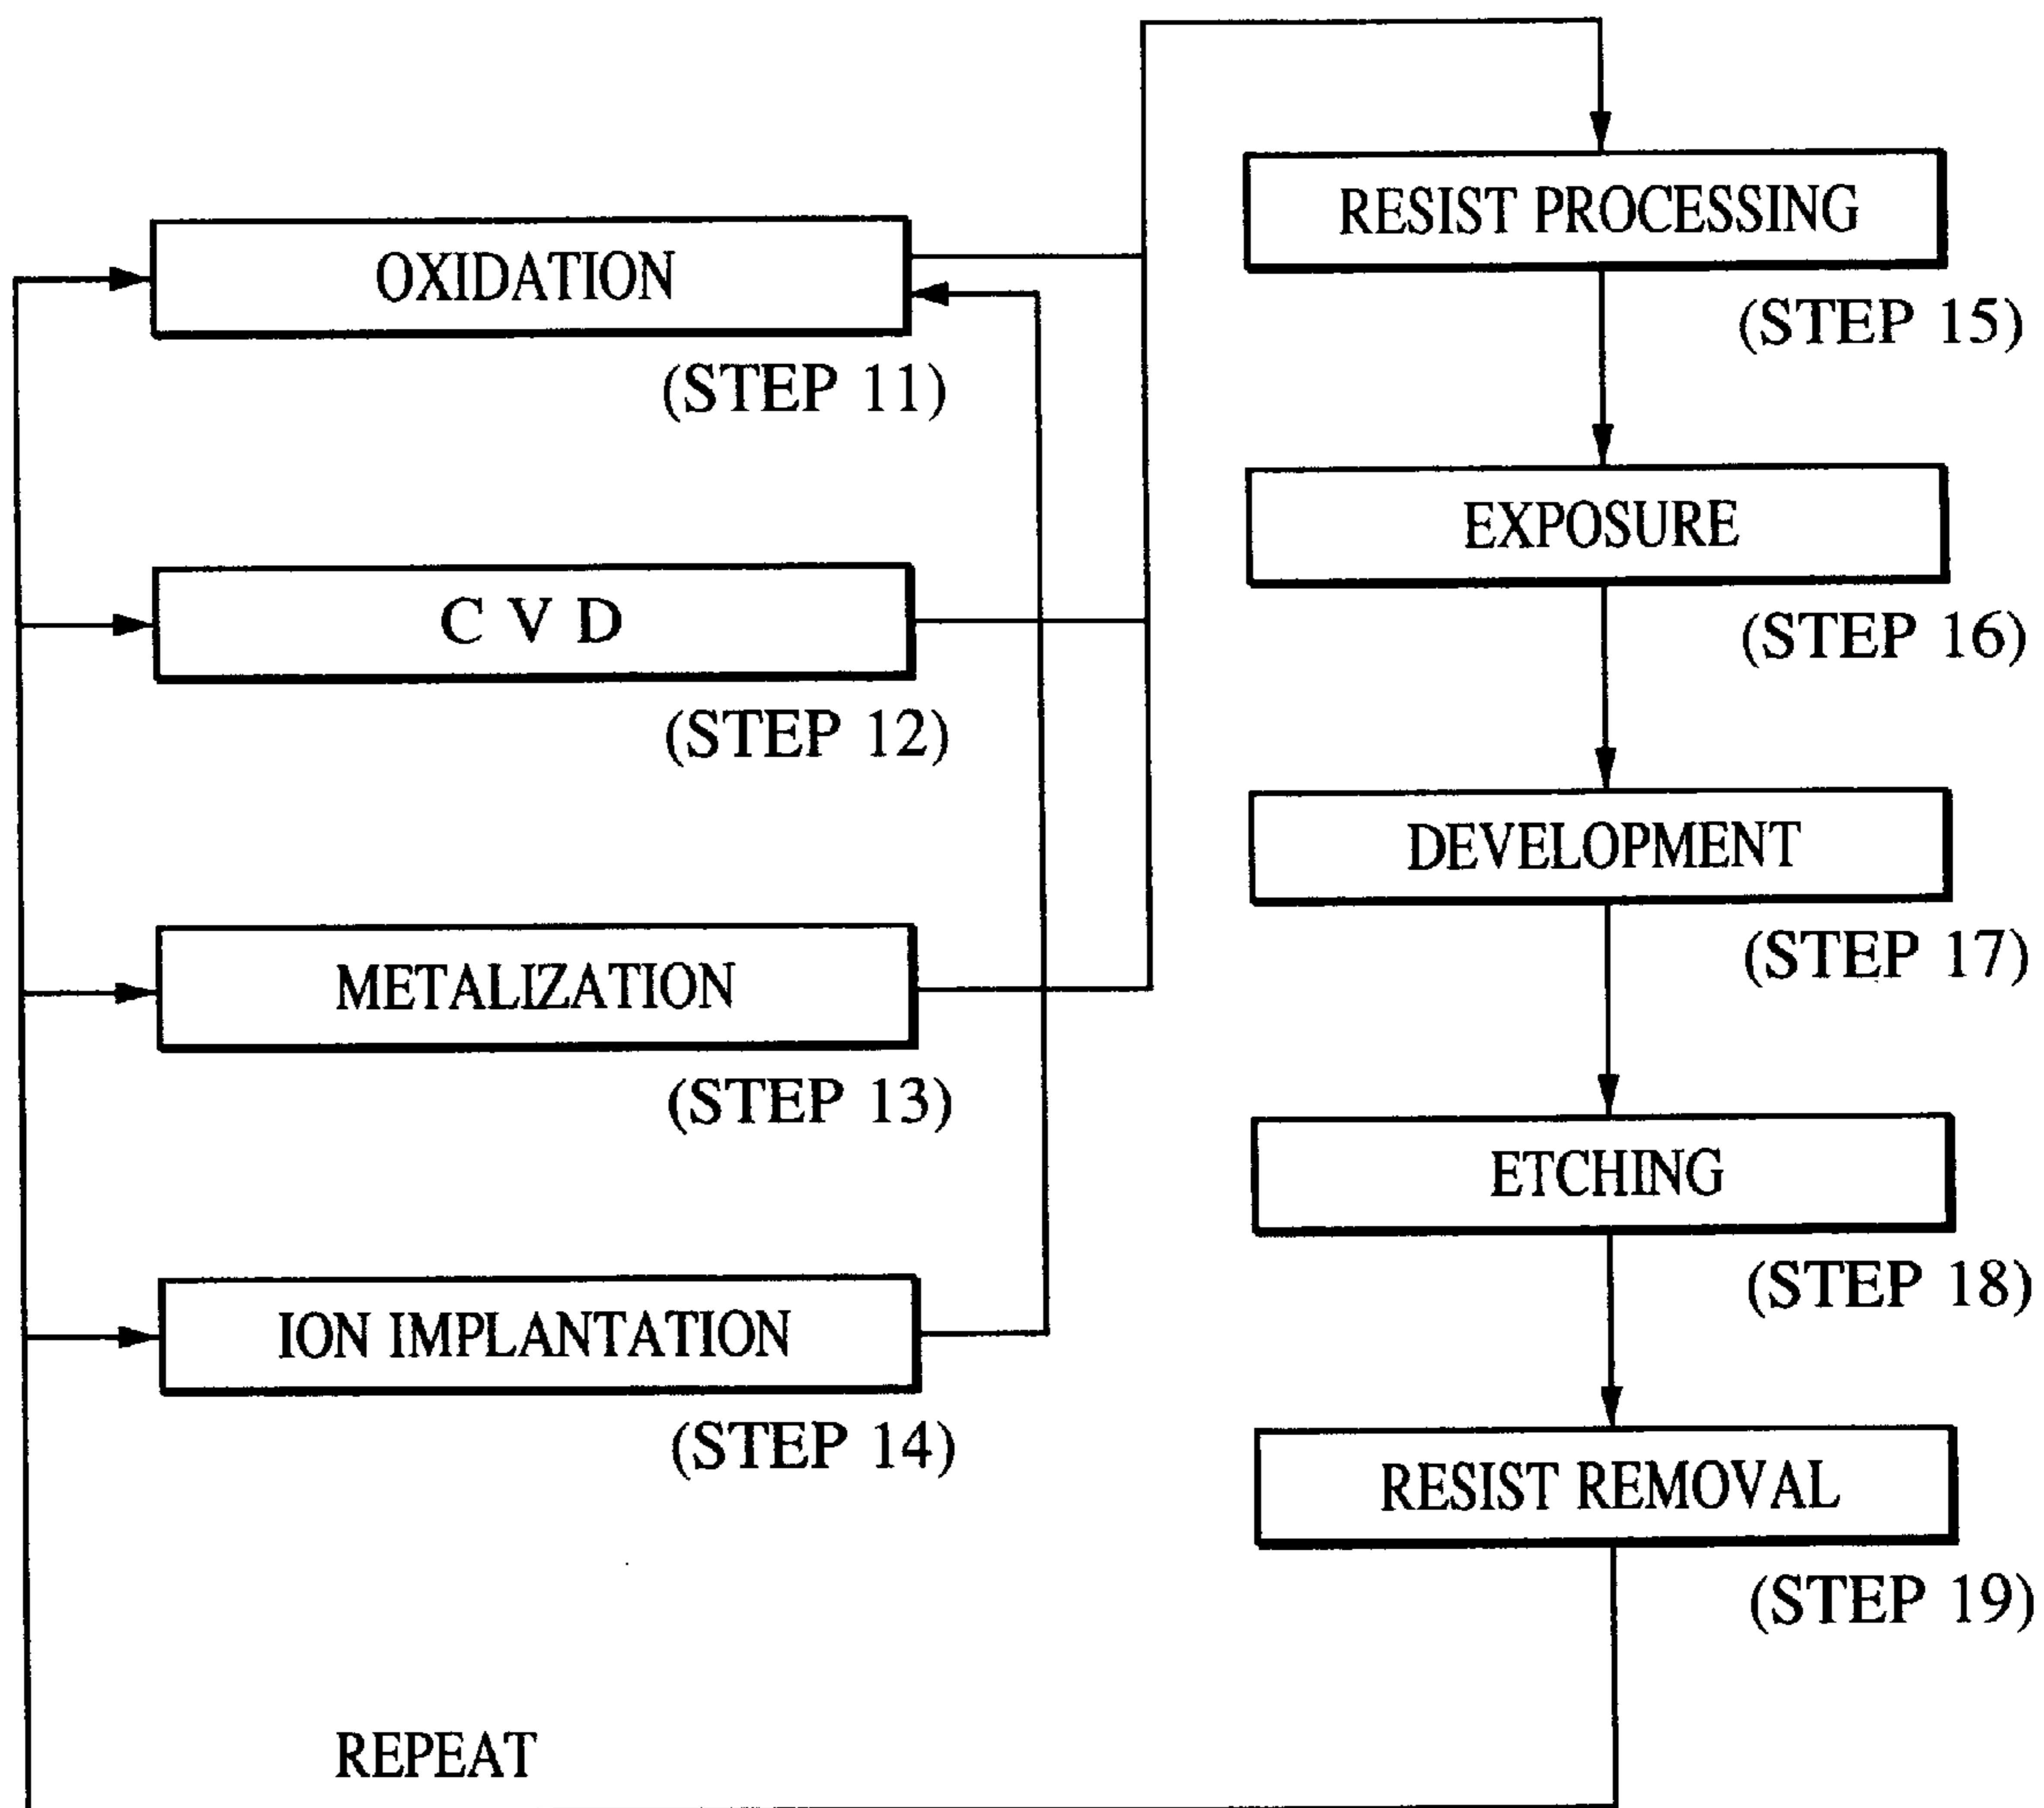 OXIDATION
(STEP 11)
C V D
(STEP 12)
METALIZATION
(STEP 13)
ION IMPLANTATION
(STEP 14)
RESIST PROCESSING
(STEP 15)
EXPOSURE
(STEP 16)
DEVELOPMENT
(STEP 17)
ETCHING
(STEP 18)
RESIST REMOVAL
(STEP 19)
REPEAT